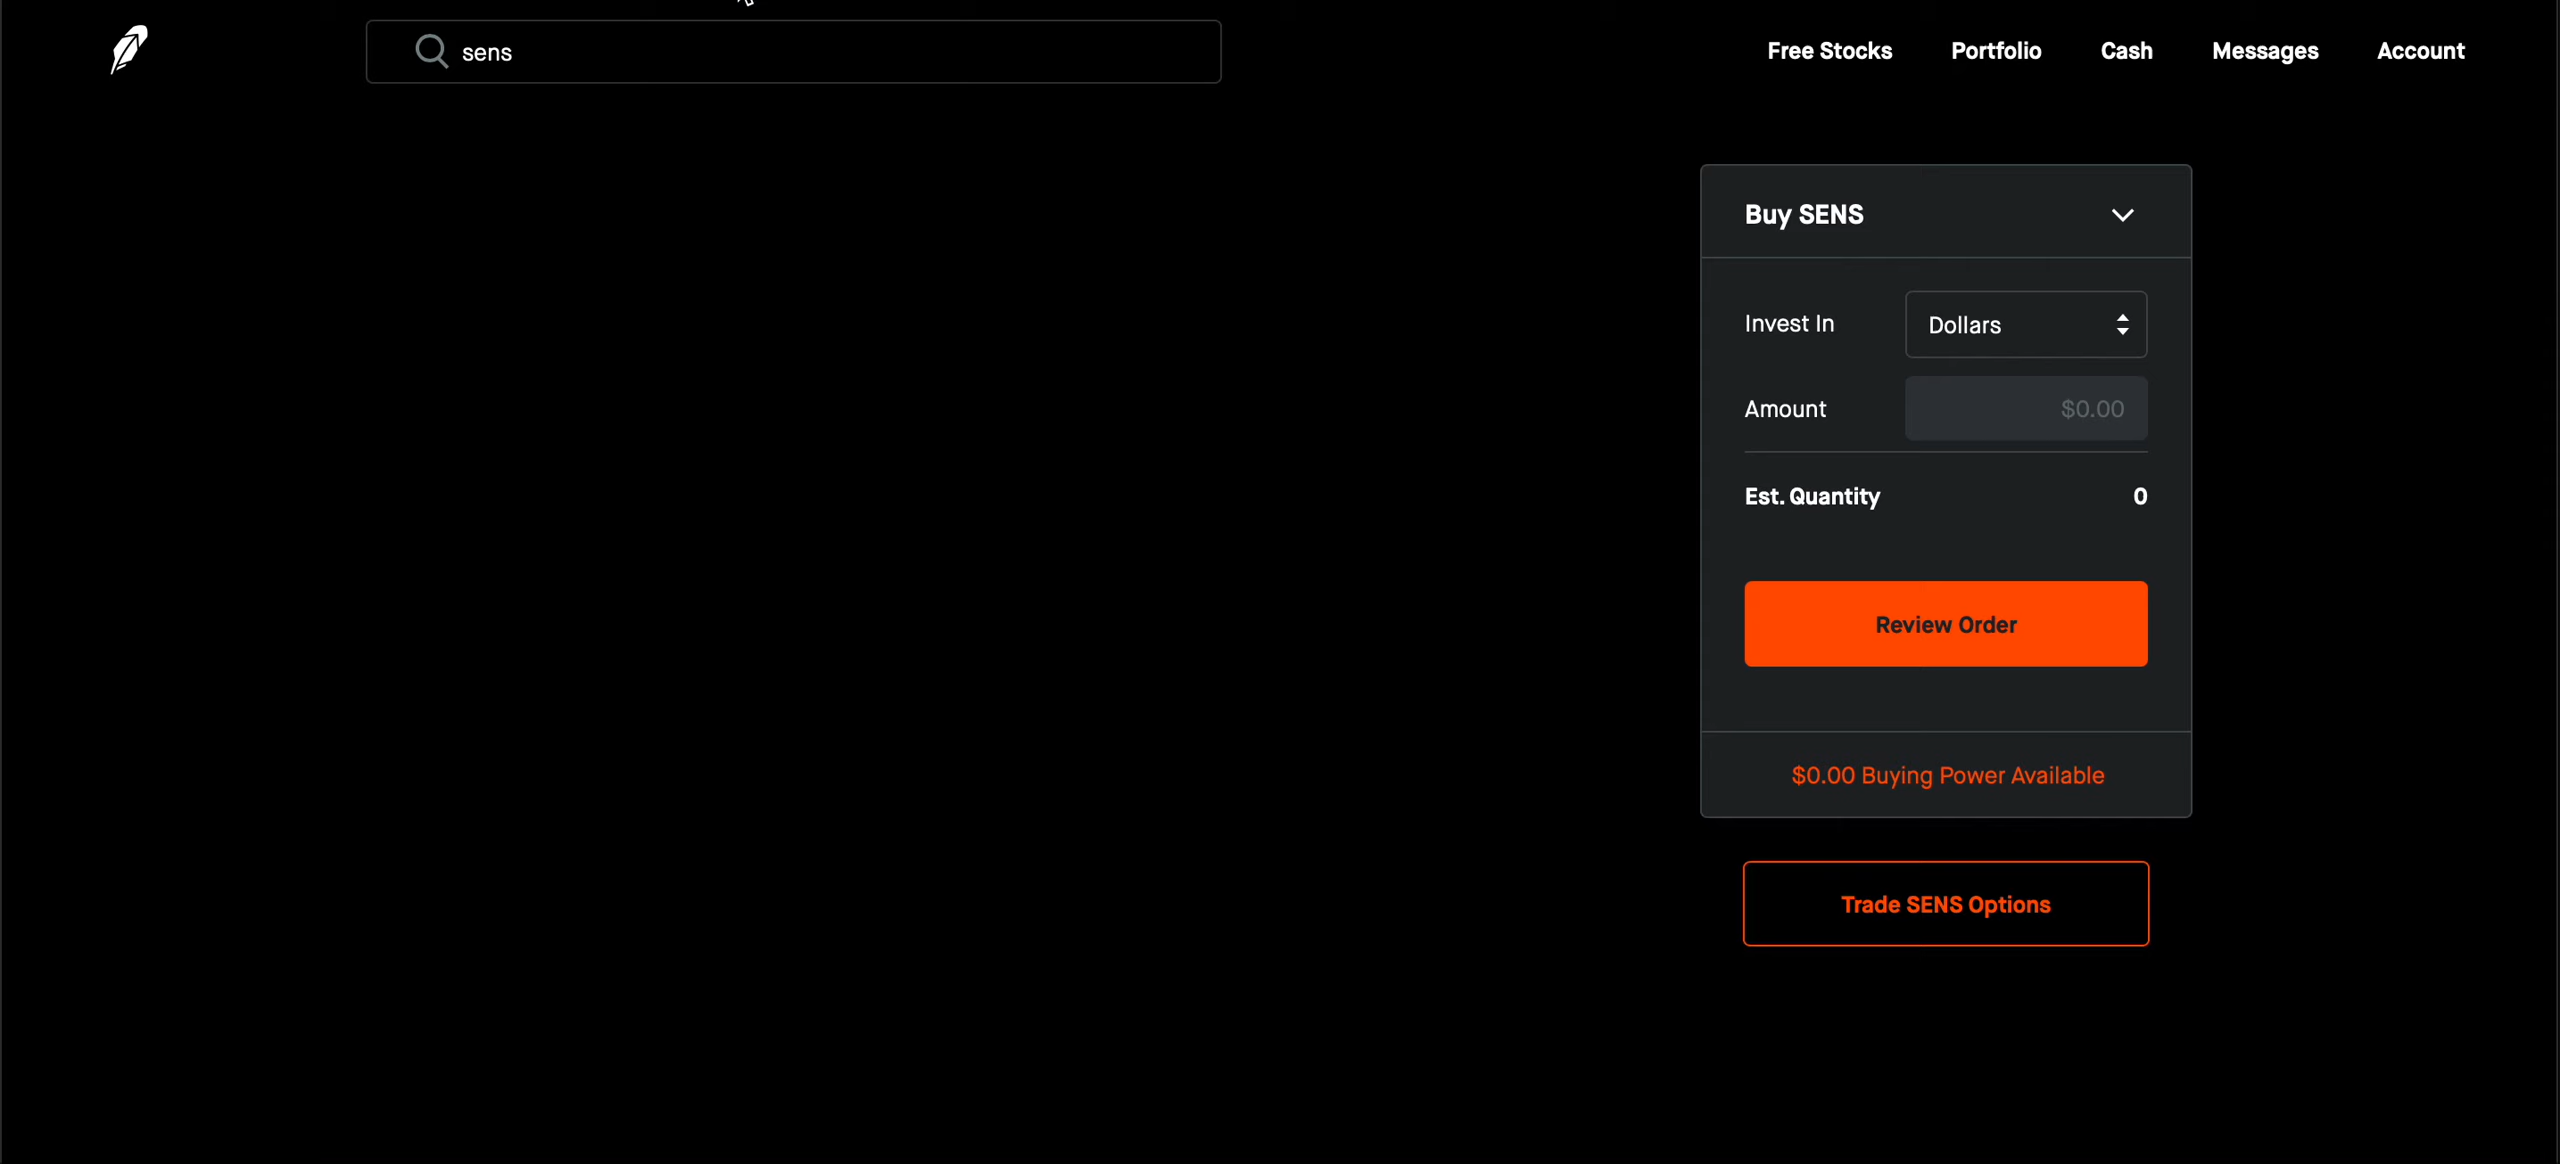 sens
Free Stocks Portfolio Cash Messages Account
Buy SENS
Invest In Dollars
Amount $0.00
Est. Quantity 0
Review Order
$0.00 Buying Power Available
Trade SENS Options